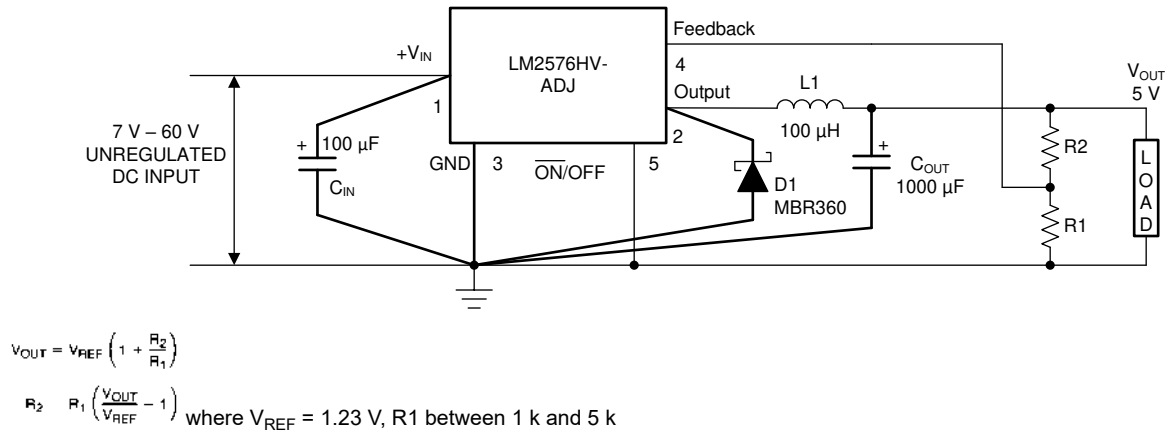 Feedback
+V_IN
LM2576HV-
ADJ
4
Output
L1
V_OUT
5 V
1
2
100 µH
7 V – 60 V
UNREGULATED
DC INPUT
+
100 µF
C_IN
GND
3
O̅N̅/OFF
5
D1
MBR360
+
C_OUT
1000 µF
R2
R1
LOAD
V_OUT = V_REF (1 + R_2/R_1)
R_2 R_1 (V_OUT/V_REF – 1) where V_REF = 1.23 V, R1 between 1 k and 5 k